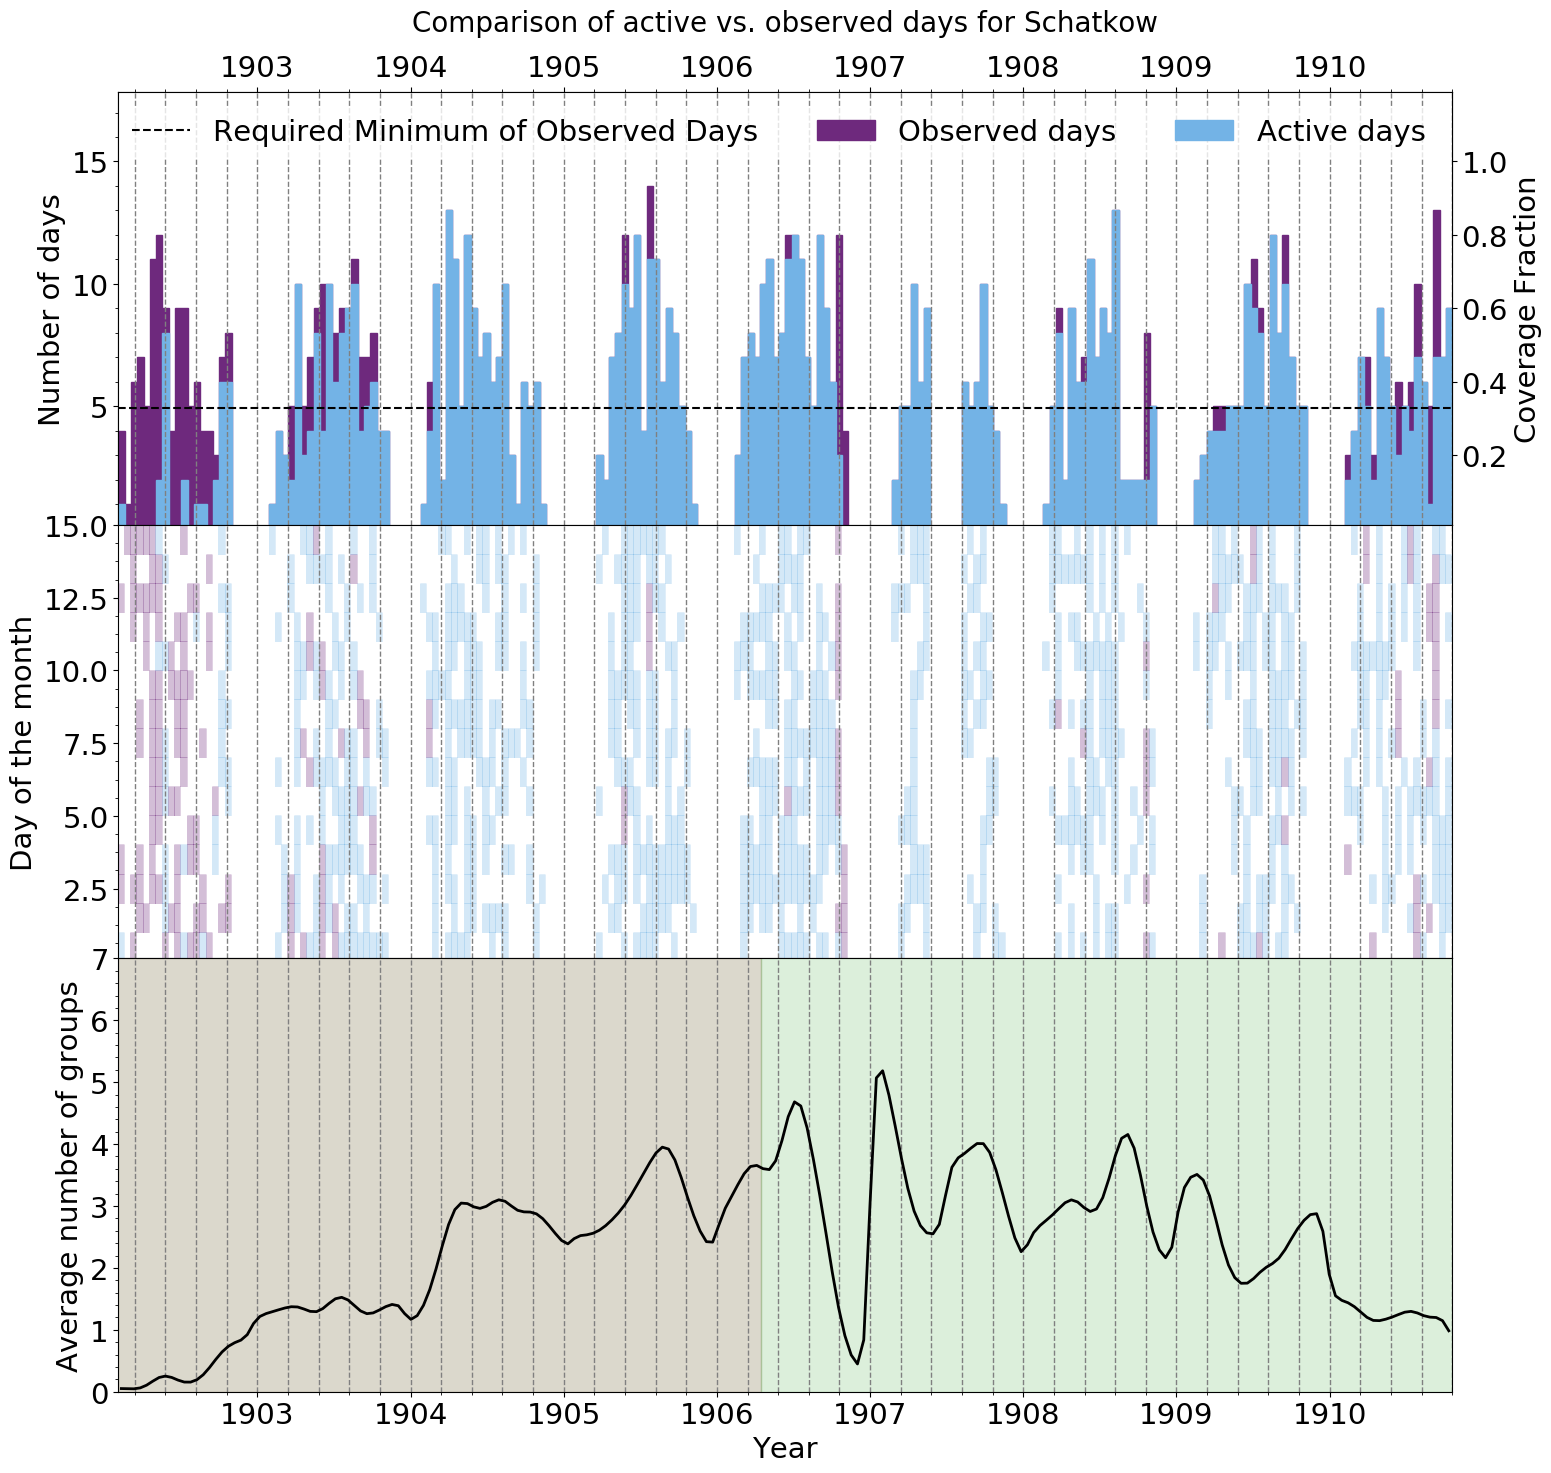 Comparison of active vs. observed days for Schatkow
1903 1904 1905 1906 1907 1908 1909 1910
Required Minimum of Observed Days Observed days Active days
Number of days
15
10
5
Coverage Fraction
1.0
0.8
0.6
0.4
0.2
Day of the month
15.0
12.5
10.0
7.5
5.0
2.5
Average number of groups
7
6
5
4
3
2
1
0
1903 1904 1905 1906 1907 1908 1909 1910
Year